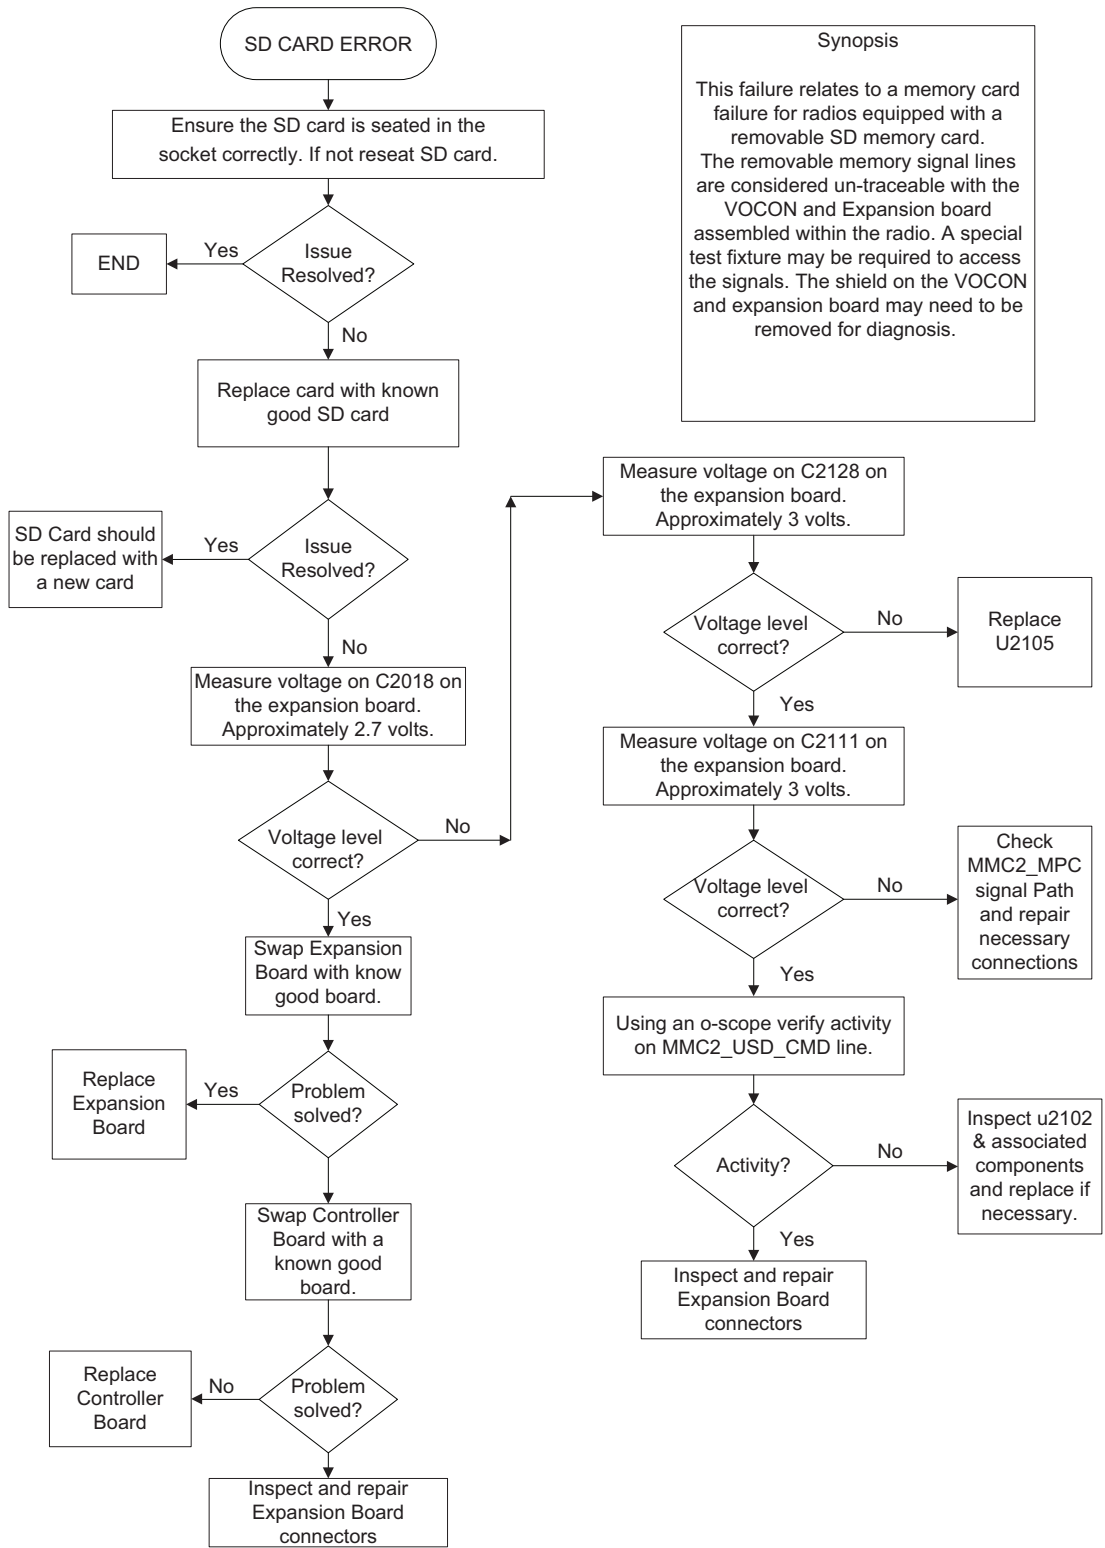 SD CARD ERROR
Ensure the SD card is seated in the
socket correctly. If not reseat SD card.
Issue
Resolved?
Yes
END
No
Replace card with known
good SD card
Issue
Resolved?
Yes
SD Card should
be replaced with
a new card
No
Measure voltage on C2018 on
the expansion board.
Approximately 2.7 volts.
Voltage level
correct?
No
Yes
Swap Expansion
Board with know
good board.
Problem
solved?
Yes
Replace
Expansion
Board
Swap Controller
Board with a
known good
board.
Problem
solved?
No
Replace
Controller
Board
Inspect and repair
Expansion Board
connectors
Synopsis
This failure relates to a memory card
failure for radios equipped with a
removable SD memory card.
The removable memory signal lines
are considered un-traceable with the
VOCON and Expansion board
assembled within the radio. A special
test fixture may be required to access
the signals. The shield on the VOCON
and expansion board may need to be
removed for diagnosis.
Measure voltage on C2128 on
the expansion board.
Approximately 3 volts.
Voltage level
correct?
No
Replace
U2105
Yes
Measure voltage on C2111 on
the expansion board.
Approximately 3 volts.
Voltage level
correct?
No
Check
MMC2_MPC
signal Path
and repair
necessary
connections
Yes
Using an o-scope verify activity
on MMC2_USD_CMD line.
Activity?
No
Inspect u2102
& associated
components
and replace if
necessary.
Yes
Inspect and repair
Expansion Board
connectors